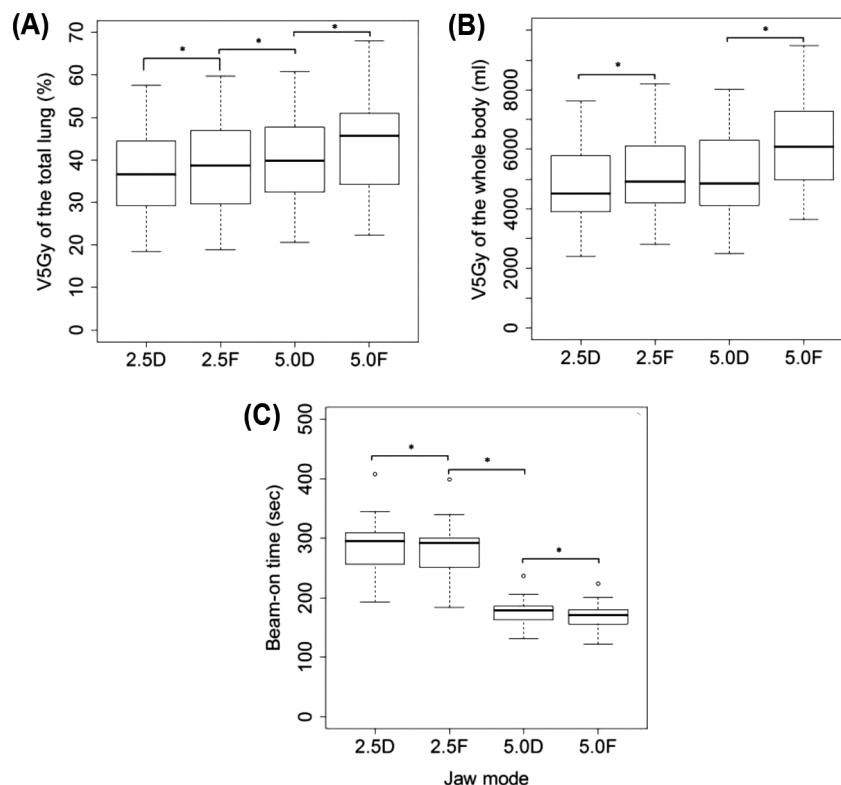 (A)
V5Gy of the total lung (%)
0 10 20 30 40 50 60 70
* * *
2.5D 2.5F 5.0D 5.0F
(B)
V5Gy of the whole body (ml)
0 2000 4000 6000 8000
* *
2.5D 2.5F 5.0D 5.0F
(C)
Beam-on time (sec)
0 100 200 300 400 500
* * *
2.5D 2.5F 5.0D 5.0F
Jaw mode